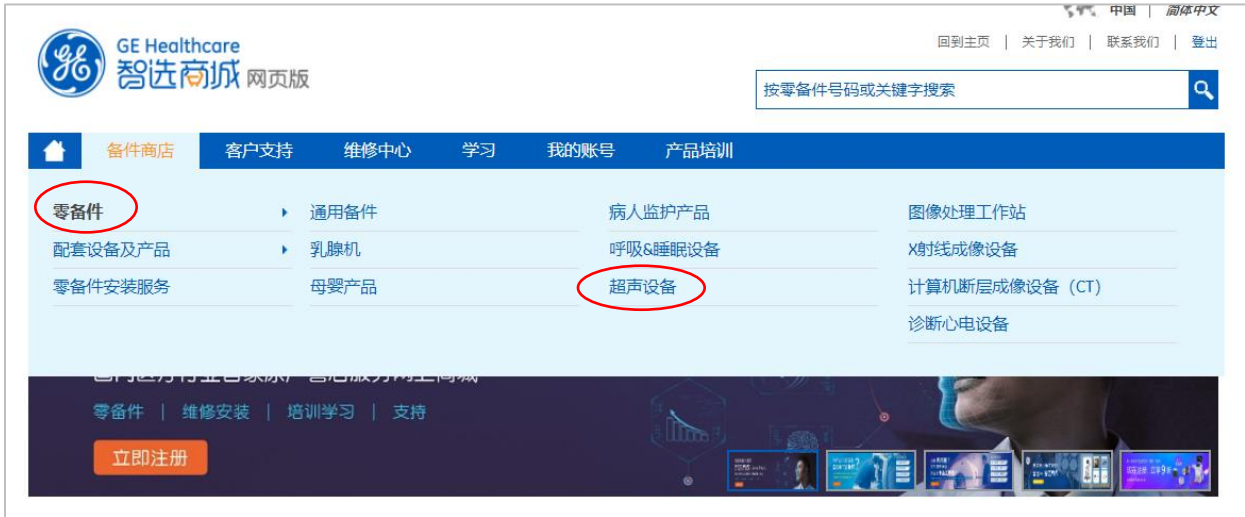 中国 | 简体中文
回到主页 | 关于我们 | 联系我们 | 登出
GE Healthcare
智选商城 网页版
按零备件号码或关键字搜索
备件商店 客户支持 维修中心 学习 我的账号 产品培训
零备件 通用备件 病人监护产品 图像处理工作站
配套设备及产品 乳腺机 呼吸&睡眠设备 X射线成像设备
零备件安装服务 母婴产品 超声设备 计算机断层成像设备（CT）
诊断心电设备
零备件 | 维修安装 | 培训学习 | 支持
立即注册